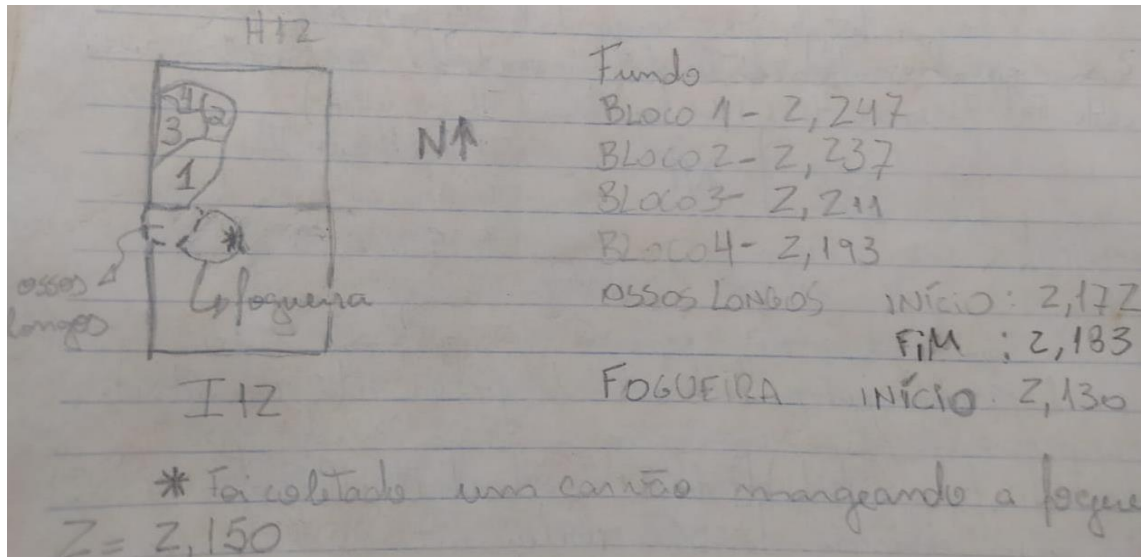 H12
Fundo
BLOCO 1 - 2,247
BLOCO 2 - 2,237
BLOCO 3 - 2,211
BLOCO 4 - 2,193
OSSOS LONGOS INÍCIO: 2,172
FIM : 2,183
FOGUEIRA INÍCIO 2,130
N↑
4
2
3
1
ossos
longos
fogueira
I12
* Foi coletado um carvão margeando a
Z = 2,150